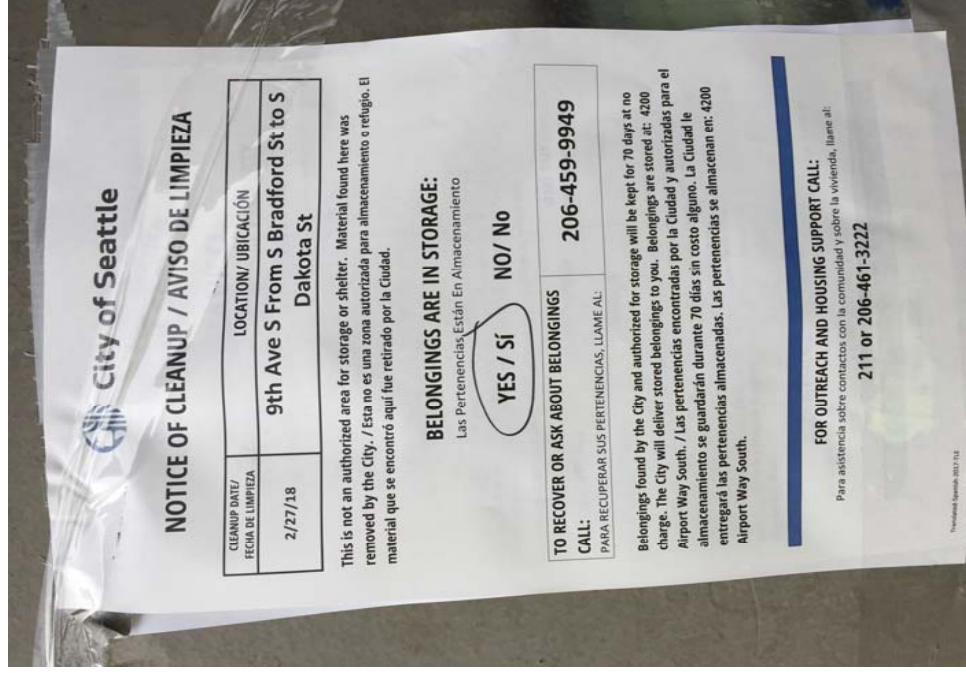 City of Seattle
NOTICE OF CLEANUP / AVISO DE LIMPIEZA
CLEANUP DATE/
FECHA DE LIMPIEZA
LOCATION/ UBICACIÓN
2/27/18
9th Ave S From S Bradford St to S
Dakota St
This is not an authorized area for storage or shelter. Material found here was
removed by the City. / Esta no es una zona autorizada para almacenamiento o refugio. El
material que se encontró aquí fue retirado por la Ciudad.
BELONGINGS ARE IN STORAGE:
Las Pertenencias Están En Almacenamiento
YES / Sí NO/ No
TO RECOVER OR ASK ABOUT BELONGINGS
CALL:
PARA RECUPERAR SUS PERTENENCIAS, LLAME AL:
206-459-9949
Belongings found by the City and authorized for storage will be kept for 70 days at no
charge. The City will deliver stored belongings to you. Belongings are stored at: 4200
Airport Way South. / Las pertenencias encontradas por la Ciudad y autorizadas para el
almacenamiento se guardarán durante 70 días sin costo alguno. La Ciudad le
entregará las pertenencias almacenadas. Las pertenencias se almacenan en: 4200
Airport Way South.
FOR OUTREACH AND HOUSING SUPPORT CALL:
Para asistencia sobre contactos con la comunidad y sobre la vivienda, llame al:
211 or 206-461-3222
Translated Spanish 2017-TLE